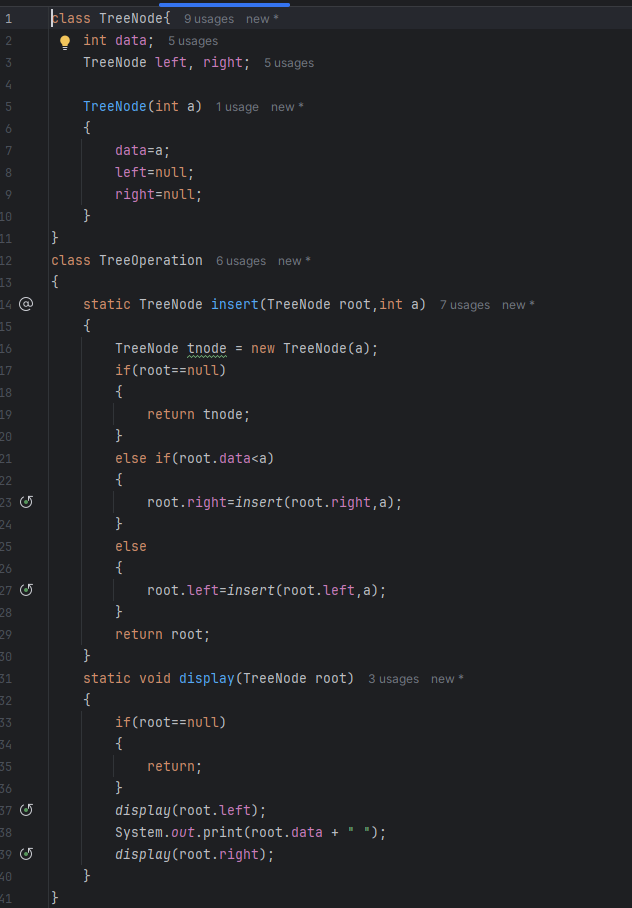 1 class TreeNode{ 9 usages new *
2 int data; 5 usages
3 TreeNode left, right; 5 usages
4
5 TreeNode(int a) 1 usage new *
6 {
7 data=a;
8 left=null;
9 right=null;
10 }
11 }
12 class TreeOperation 6 usages new *
13 {
14 static TreeNode insert(TreeNode root,int a) 7 usages new *
15 {
16 TreeNode tnode = new TreeNode(a);
17 if(root==null)
18 {
19 return tnode;
20 }
21 else if(root.data<a)
22 {
23 root.right=insert(root.right,a);
24 }
25 else
26 {
27 root.left=insert(root.left,a);
28 }
29 return root;
30 }
31 static void display(TreeNode root) 3 usages new *
32 {
33 if(root==null)
34 {
35 return;
36 }
37 display(root.left);
38 System.out.print(root.data + " ");
39 display(root.right);
40 }
41 }